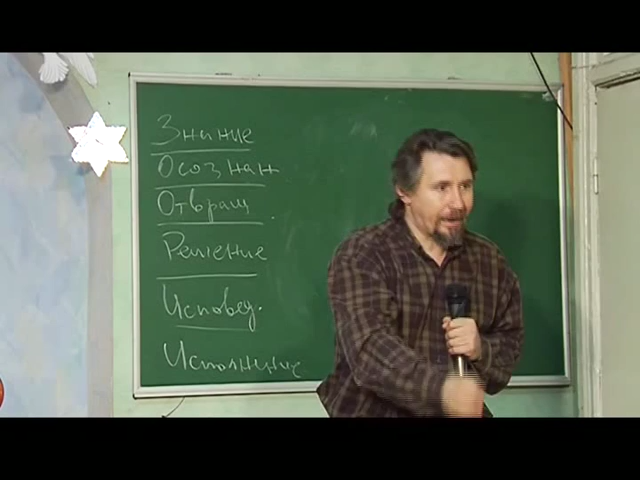 Знание
Осознан
Отвращ.
Решение
Исповед.
Исполнение